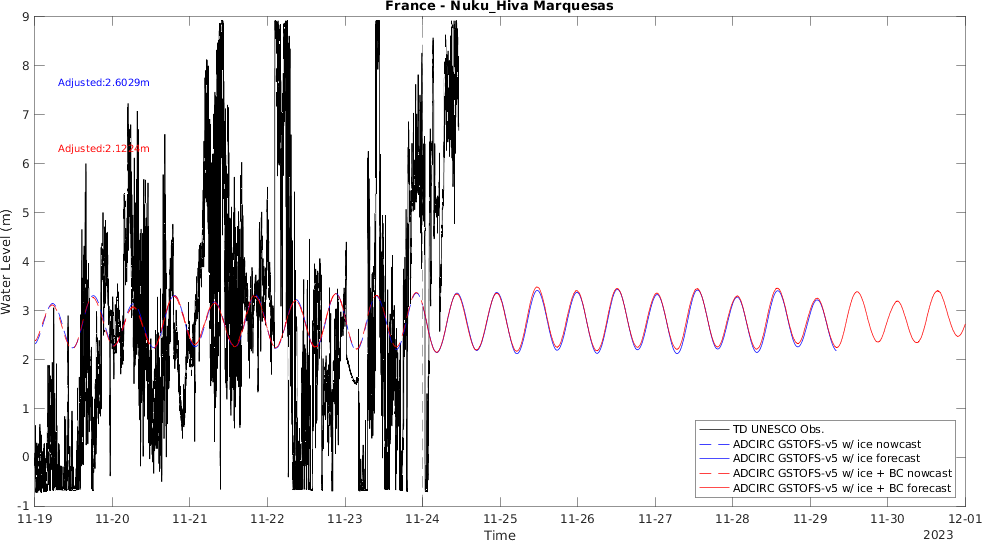 France - Nuku_Hiva Marquesas
9
8
7
6
5
4
3
2
1
0
-1
Water Level (m)
Adjusted:2.6029m
Adjusted:2.1224m
TD UNESCO Obs.
ADCIRC GSTOFS-v5 w/ ice nowcast
ADCIRC GSTOFS-v5 w/ ice forecast
ADCIRC GSTOFS-v5 w/ ice + BC nowcast
ADCIRC GSTOFS-v5 w/ ice + BC forecast
11-19 11-20 11-21 11-22 11-23 11-24 11-25 11-26 11-27 11-28 11-29 11-30 12-01
Time
2023